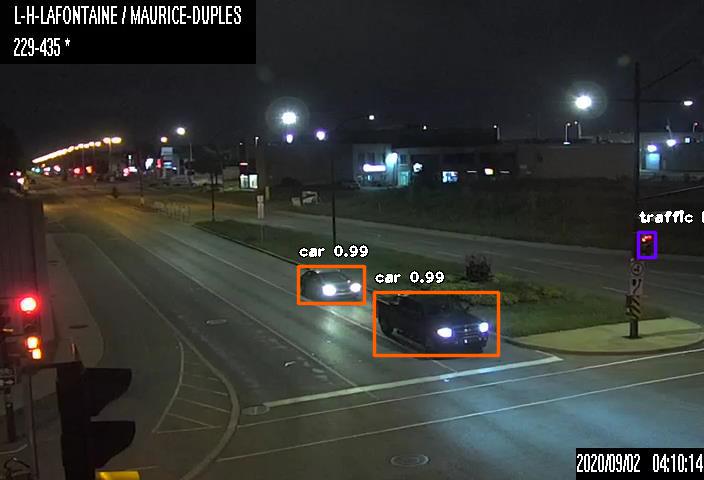 L-H-LAFONTAINE / MAURICE-DUPLES
229-435 *
car 0.99
car 0.99
traffic
2020/09/02 04:10:14